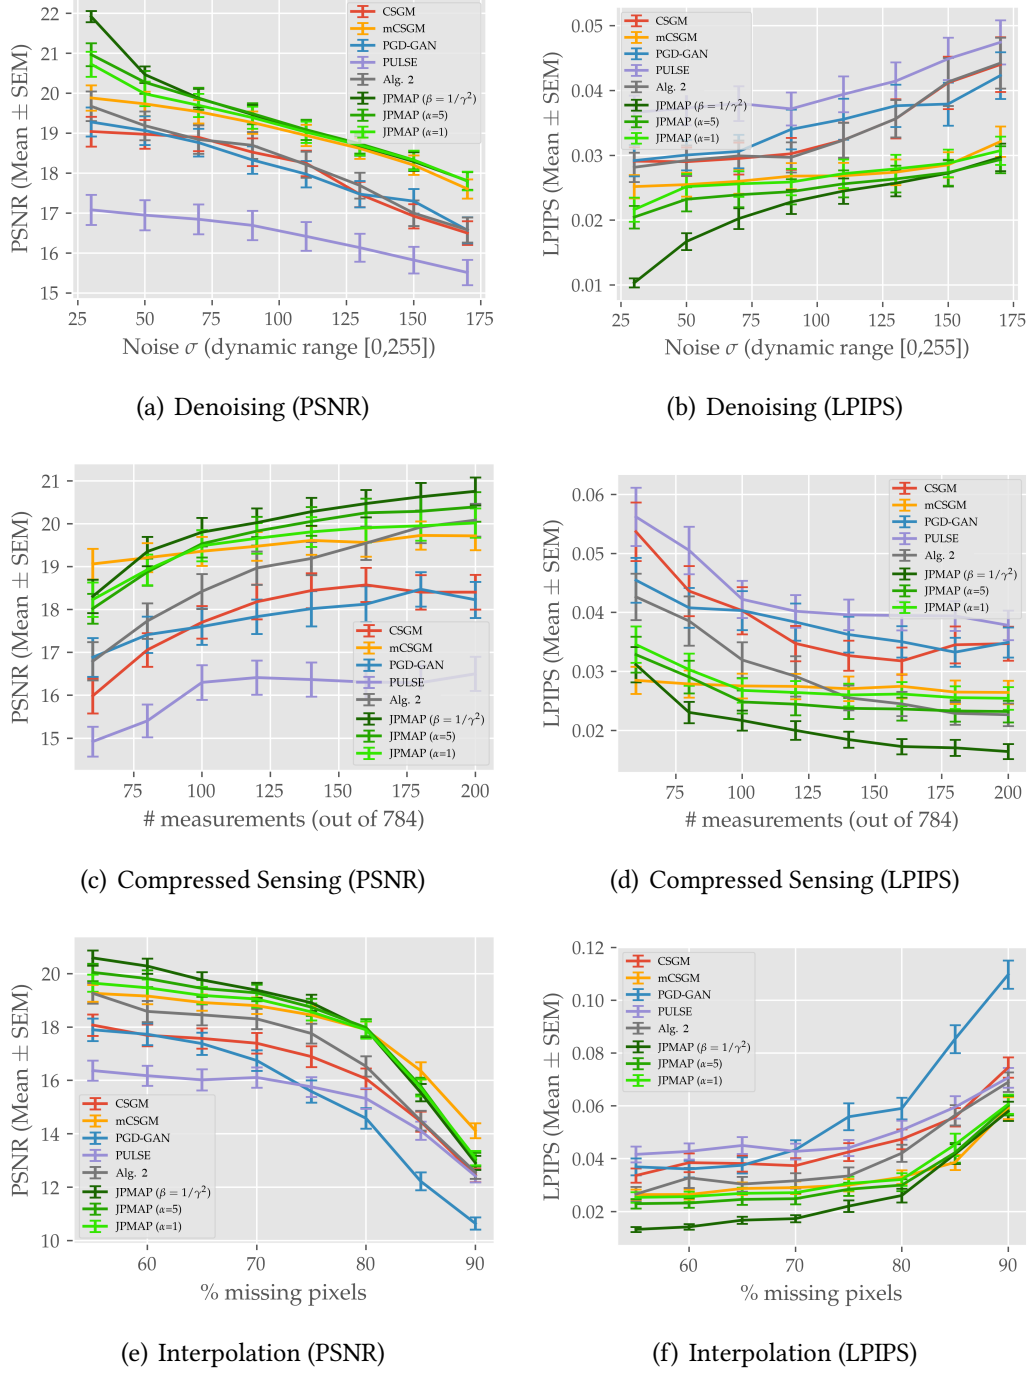 22
21
20
19
18
17
16
15
PSNR (Mean ± SEM)
CSGM
mCSGM
PGD-GAN
PULSE
Alg. 2
JPMAP (β = 1/γ²)
JPMAP (α=5)
JPMAP (α=1)
25 50 75 100 125 150 175
Noise σ (dynamic range [0,255])
(a) Denoising (PSNR)
0.05
0.04
0.03
0.02
0.01
LPIPS (Mean ± SEM)
CSGM
mCSGM
PGD-GAN
PULSE
Alg. 2
JPMAP (β = 1/γ²)
JPMAP (α=5)
JPMAP (α=1)
25 50 75 100 125 150 175
Noise σ (dynamic range [0,255])
(b) Denoising (LPIPS)
21
20
19
18
17
16
15
PSNR (Mean ± SEM)
CSGM
mCSGM
PGD-GAN
PULSE
Alg. 2
JPMAP (β = 1/γ²)
JPMAP (α=5)
JPMAP (α=1)
75 100 125 150 175 200
# measurements (out of 784)
(c) Compressed Sensing (PSNR)
0.06
0.05
0.04
0.03
0.02
LPIPS (Mean ± SEM)
CSGM
mCSGM
PGD-GAN
PULSE
Alg. 2
JPMAP (β = 1/γ²)
JPMAP (α=5)
JPMAP (α=1)
75 100 125 150 175 200
# measurements (out of 784)
(d) Compressed Sensing (LPIPS)
20
18
16
14
12
10
PSNR (Mean ± SEM)
CSGM
mCSGM
PGD-GAN
PULSE
Alg. 2
JPMAP (β = 1/γ²)
JPMAP (α=5)
JPMAP (α=1)
60 70 80 90
% missing pixels
(e) Interpolation (PSNR)
0.12
0.10
0.08
0.06
0.04
0.02
LPIPS (Mean ± SEM)
CSGM
mCSGM
PGD-GAN
PULSE
Alg. 2
JPMAP (β = 1/γ²)
JPMAP (α=5)
JPMAP (α=1)
60 70 80 90
% missing pixels
(f) Interpolation (LPIPS)